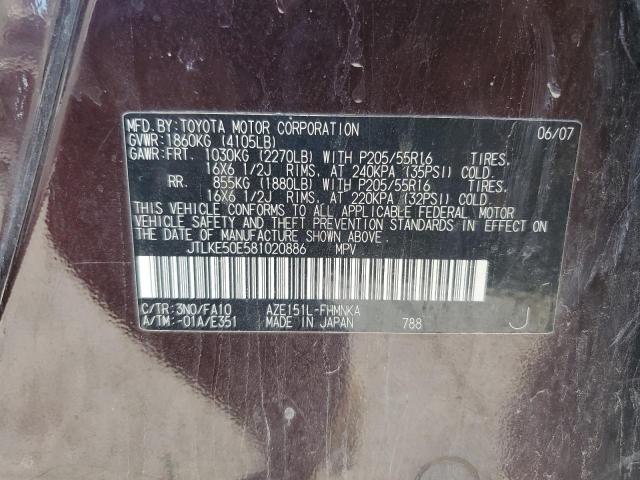 MFD.BY:TOYOTA MOTOR CORPORATION 06/07
GVWR:1860KG (4105LB)
GAWR:FRT. 1030KG (2270LB) WITH P205/55R16 TIRES,
16X6 1/2J RIMS, AT 240KPA (35PSI) COLD.
RR. 855KG (1880LB) WITH P205/55R16 TIRES,
16X6 1/2J RIMS, AT 220KPA (32PSI) COLD.
THIS VEHICLE CONFORMS TO ALL APPLICABLE FEDERAL MOTOR
VEHICLE SAFETY AND THEFT PREVENTION STANDARDS IN EFFECT ON
THE DATE OF MANUFACTURE SHOWN ABOVE.
JTLKE50E581020886 MPV
C/TR:3N0/FA10 AZE151L-FHMNKA
A/TM:-01A/E351 MADE IN JAPAN 788 J